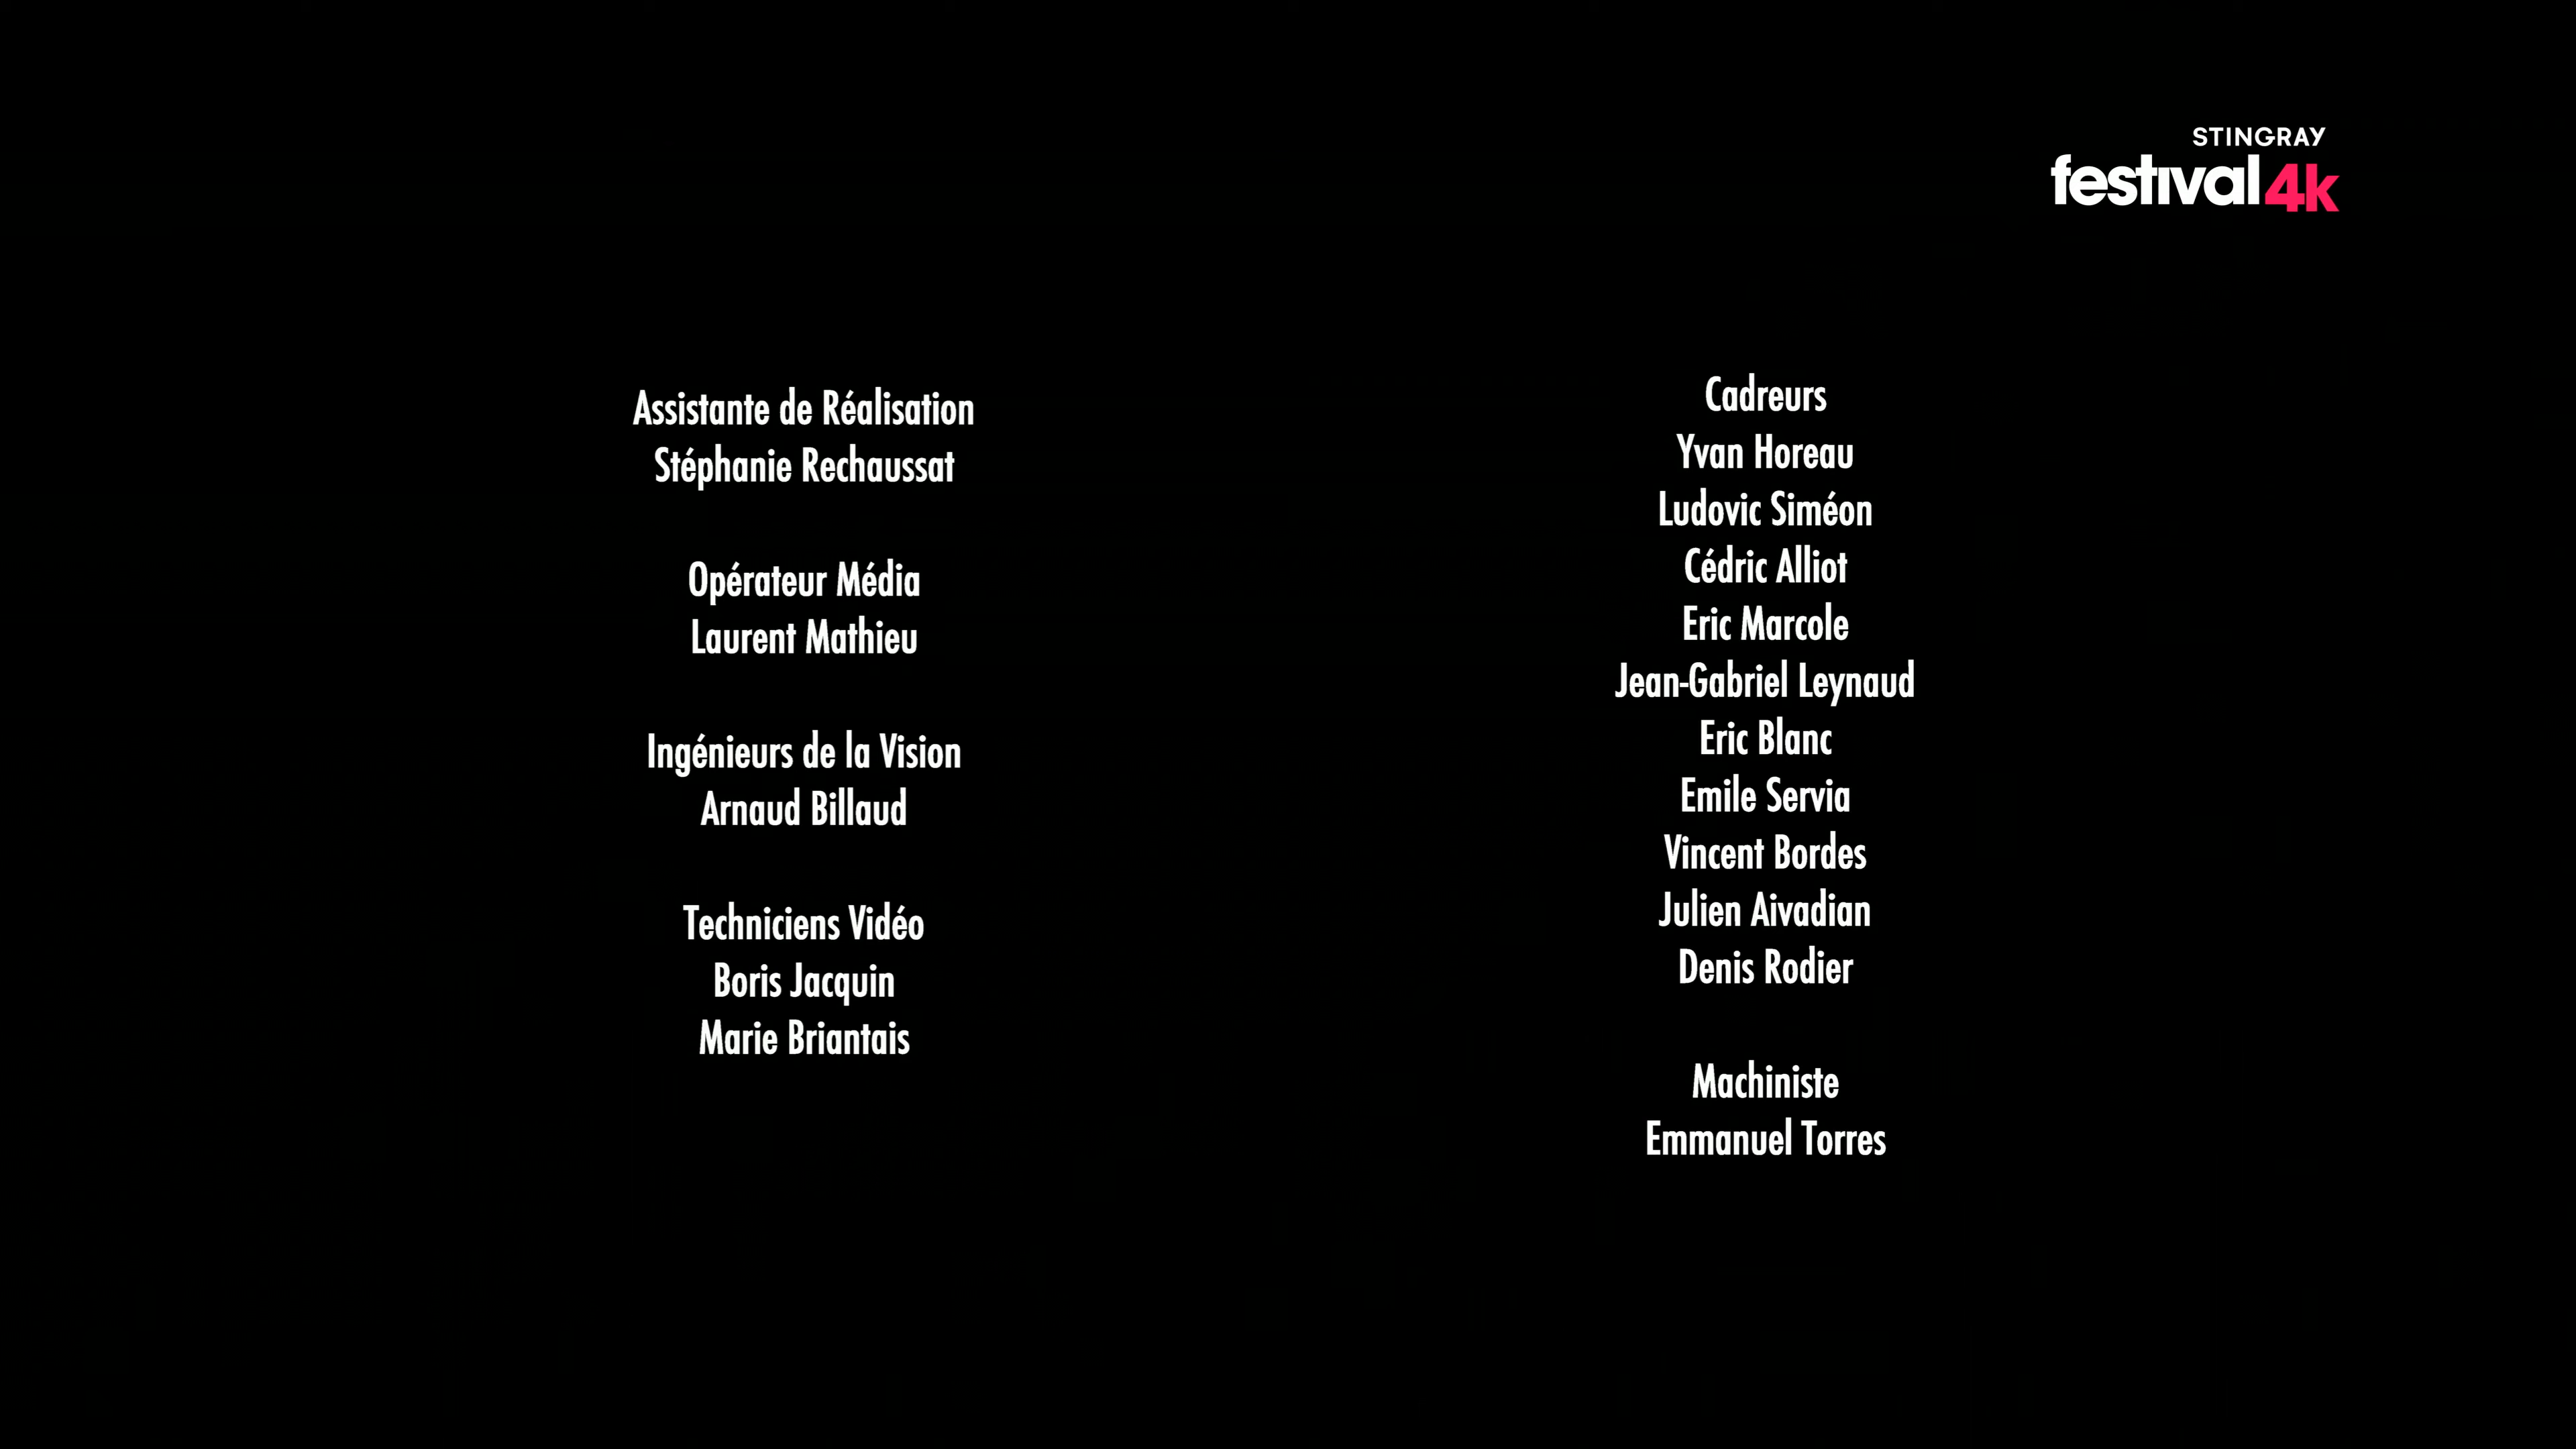 STINGRAY
festival 4k
Assistante de Réalisation
Stéphanie Rechaussat
Opérateur Média
Laurent Mathieu
Ingénieurs de la Vision
Arnaud Billaud
Techniciens Vidéo
Boris Jacquin
Marie Briantais
Cadreurs
Yvan Horeau
Ludovic Siméon
Cédric Alliot
Eric Marcole
Jean-Gabriel Leynaud
Eric Blanc
Emile Servia
Vincent Bordes
Julien Aivadian
Denis Rodier
Machiniste
Emmanuel Torres